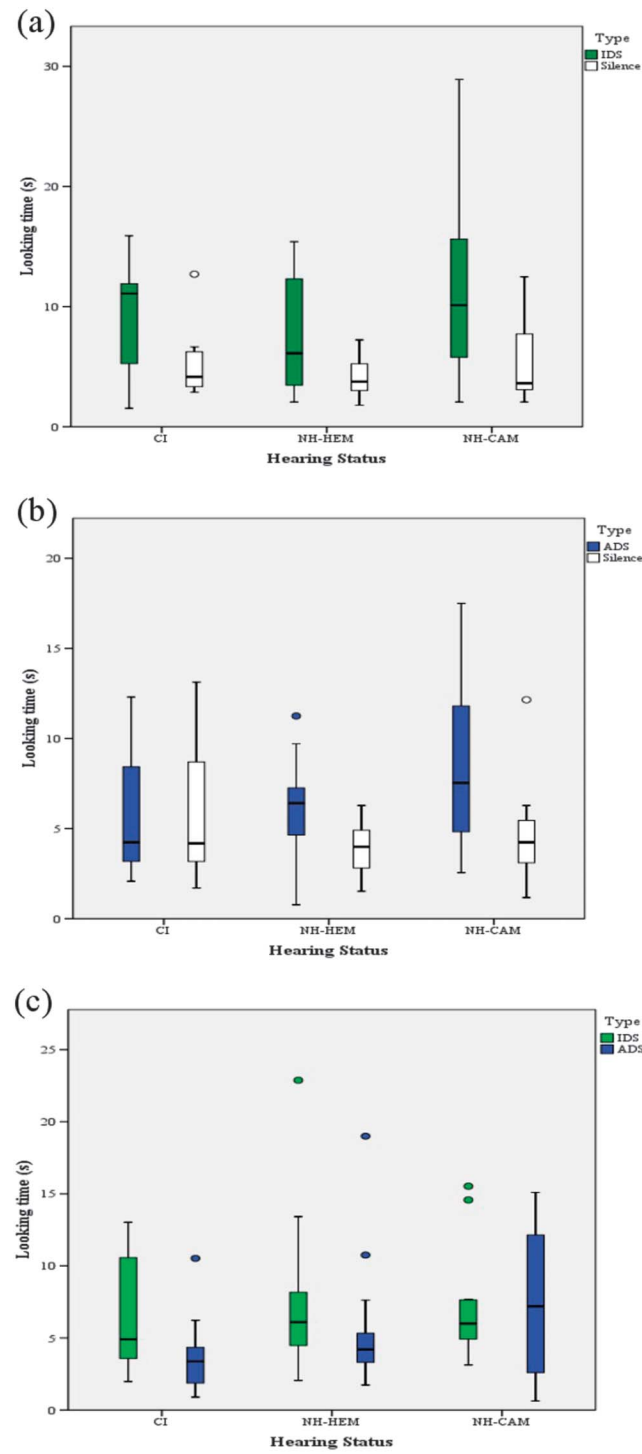 (a)
Type
IDS
Silence
30
20
10
0
Looking time (s)
CI NH-HEM NH-CAM
Hearing Status
(b)
Type
ADS
Silence
20
15
10
5
0
Looking time (s)
CI NH-HEM NH-CAM
Hearing Status
(c)
Type
IDS
ADS
25
20
15
10
5
0
Looking time (s)
CI NH-HEM NH-CAM
Hearing Status